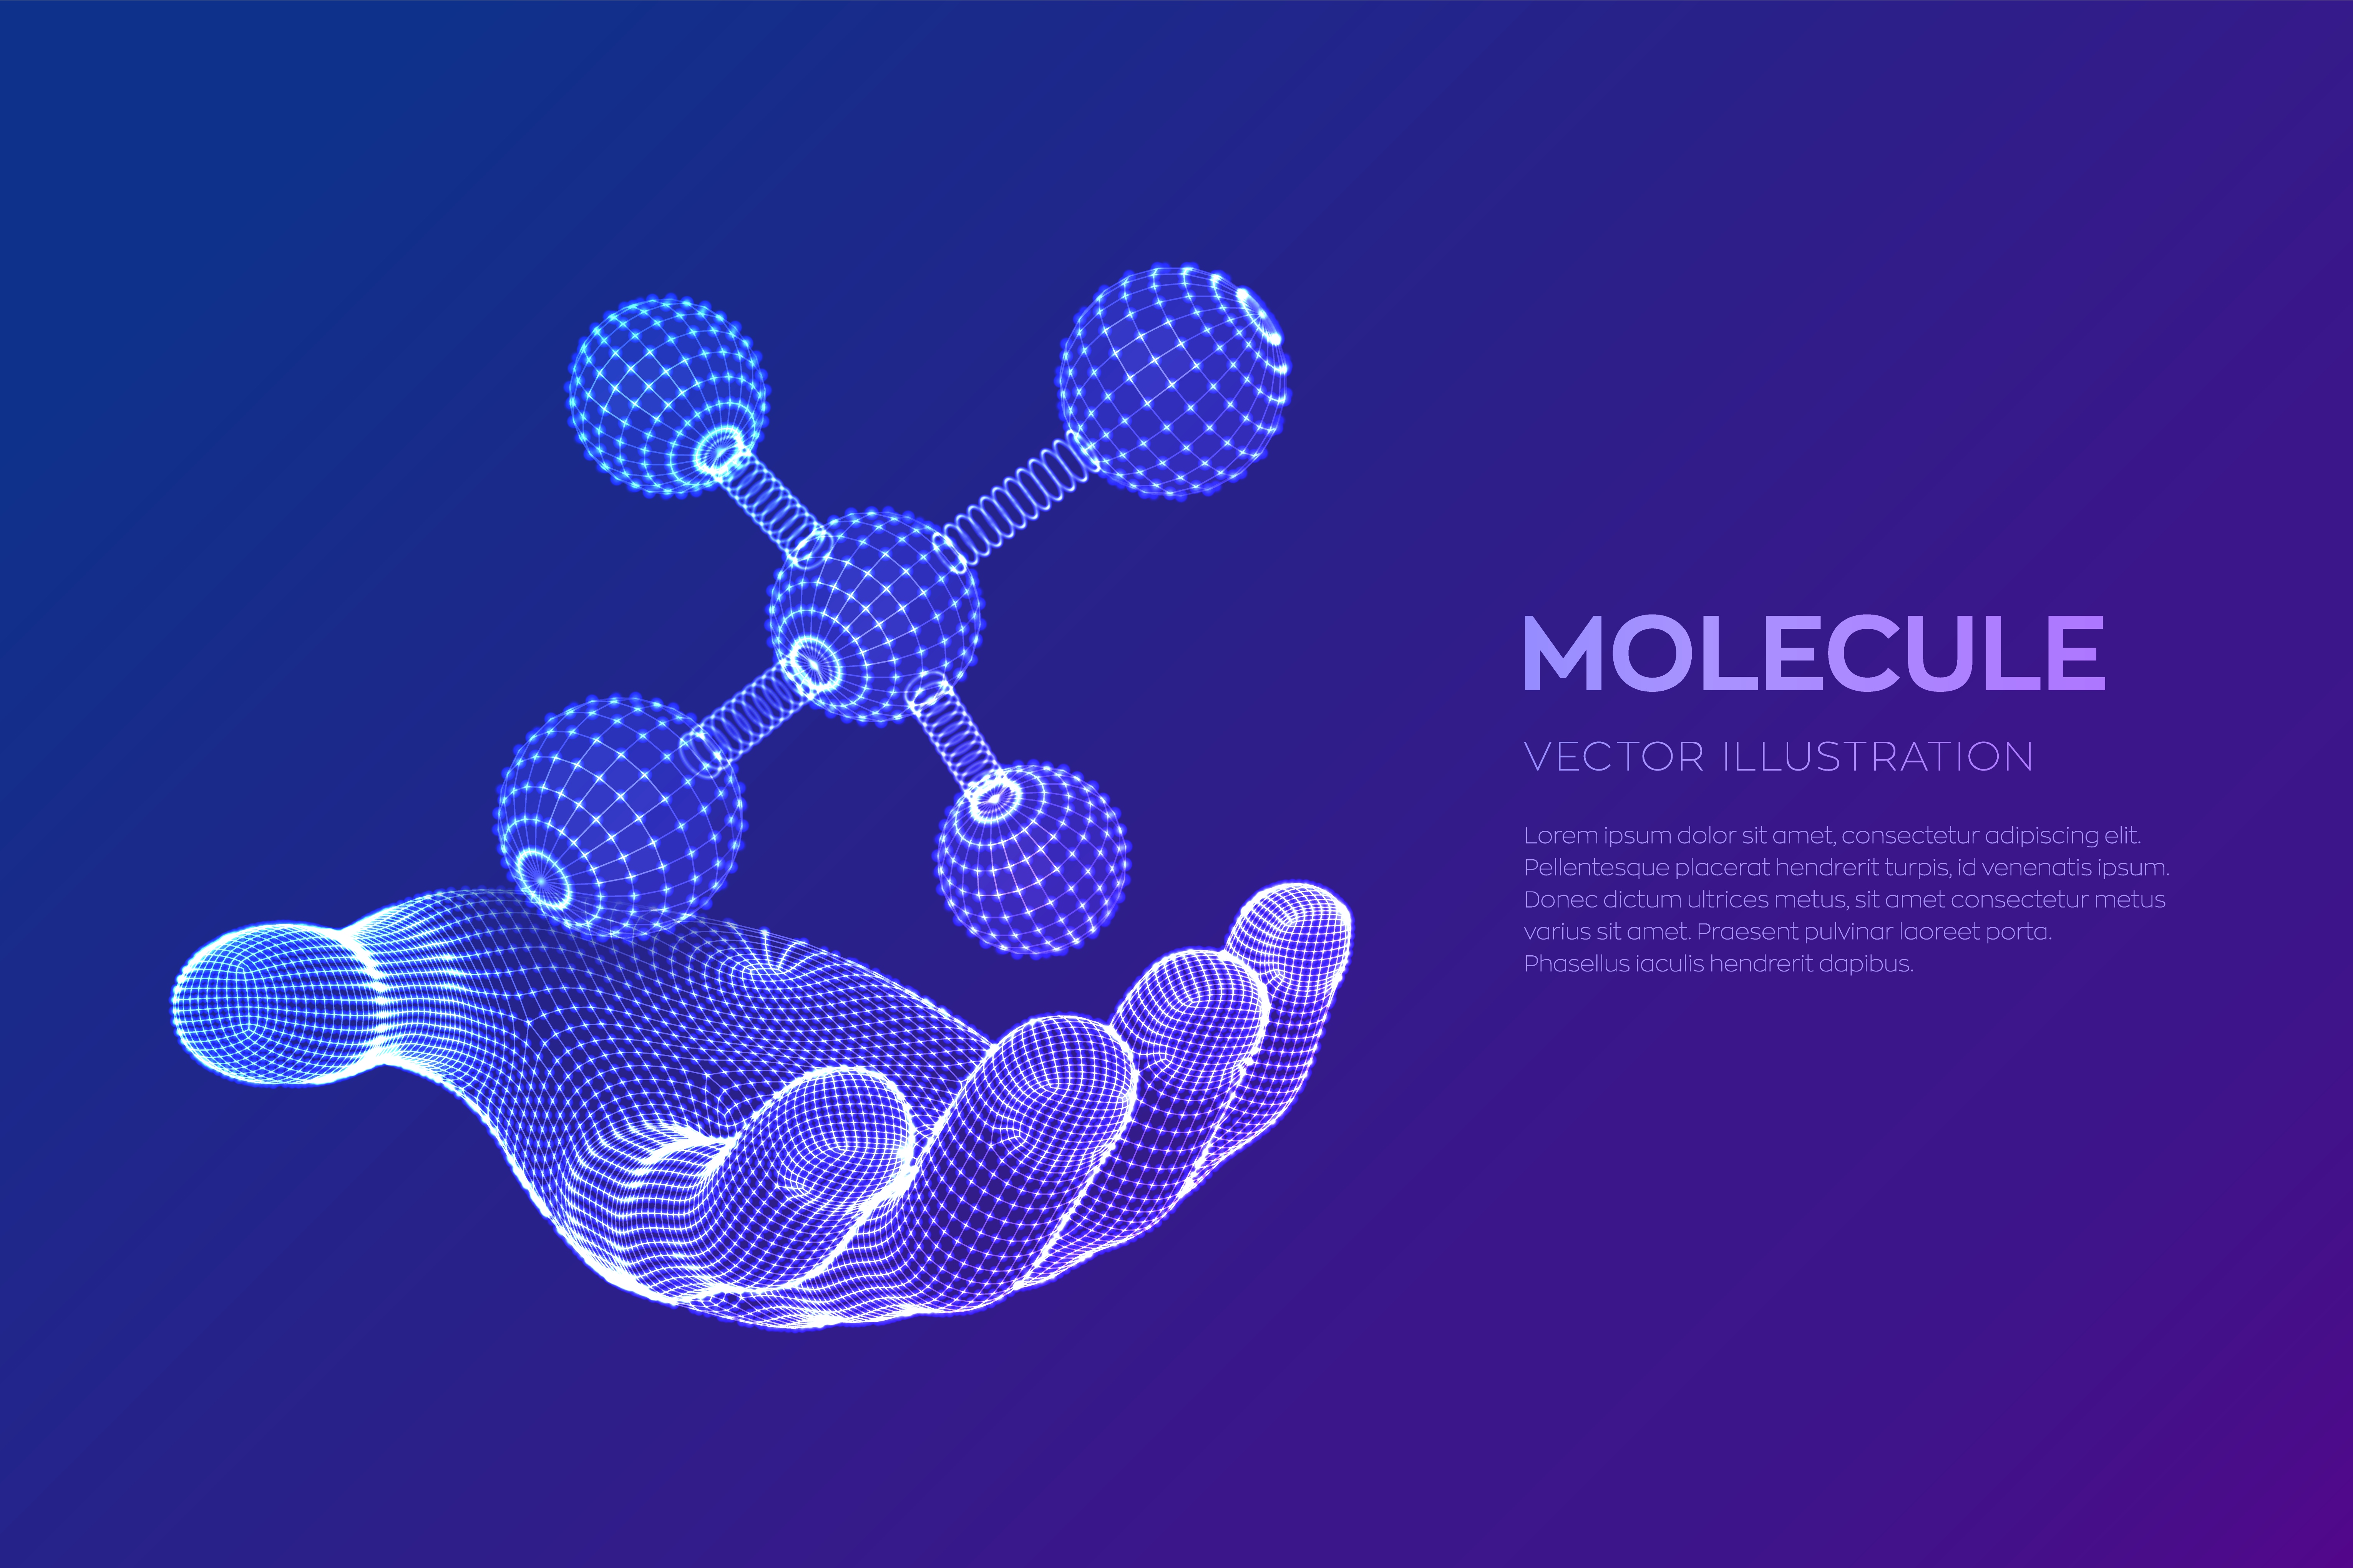 MOLECULE
VECTOR ILLUSTRATION
Lorem ipsum dolor sit amet, consectetur adipiscing elit.
Pellentesque placerat hendrerit turpis, id venenatis ipsum.
Donec dictum ultrices metus, sit amet consectetur metus
varius sit amet. Praesent pulvinar laoreet porta.
Phasellus iaculis hendrerit dapibus.